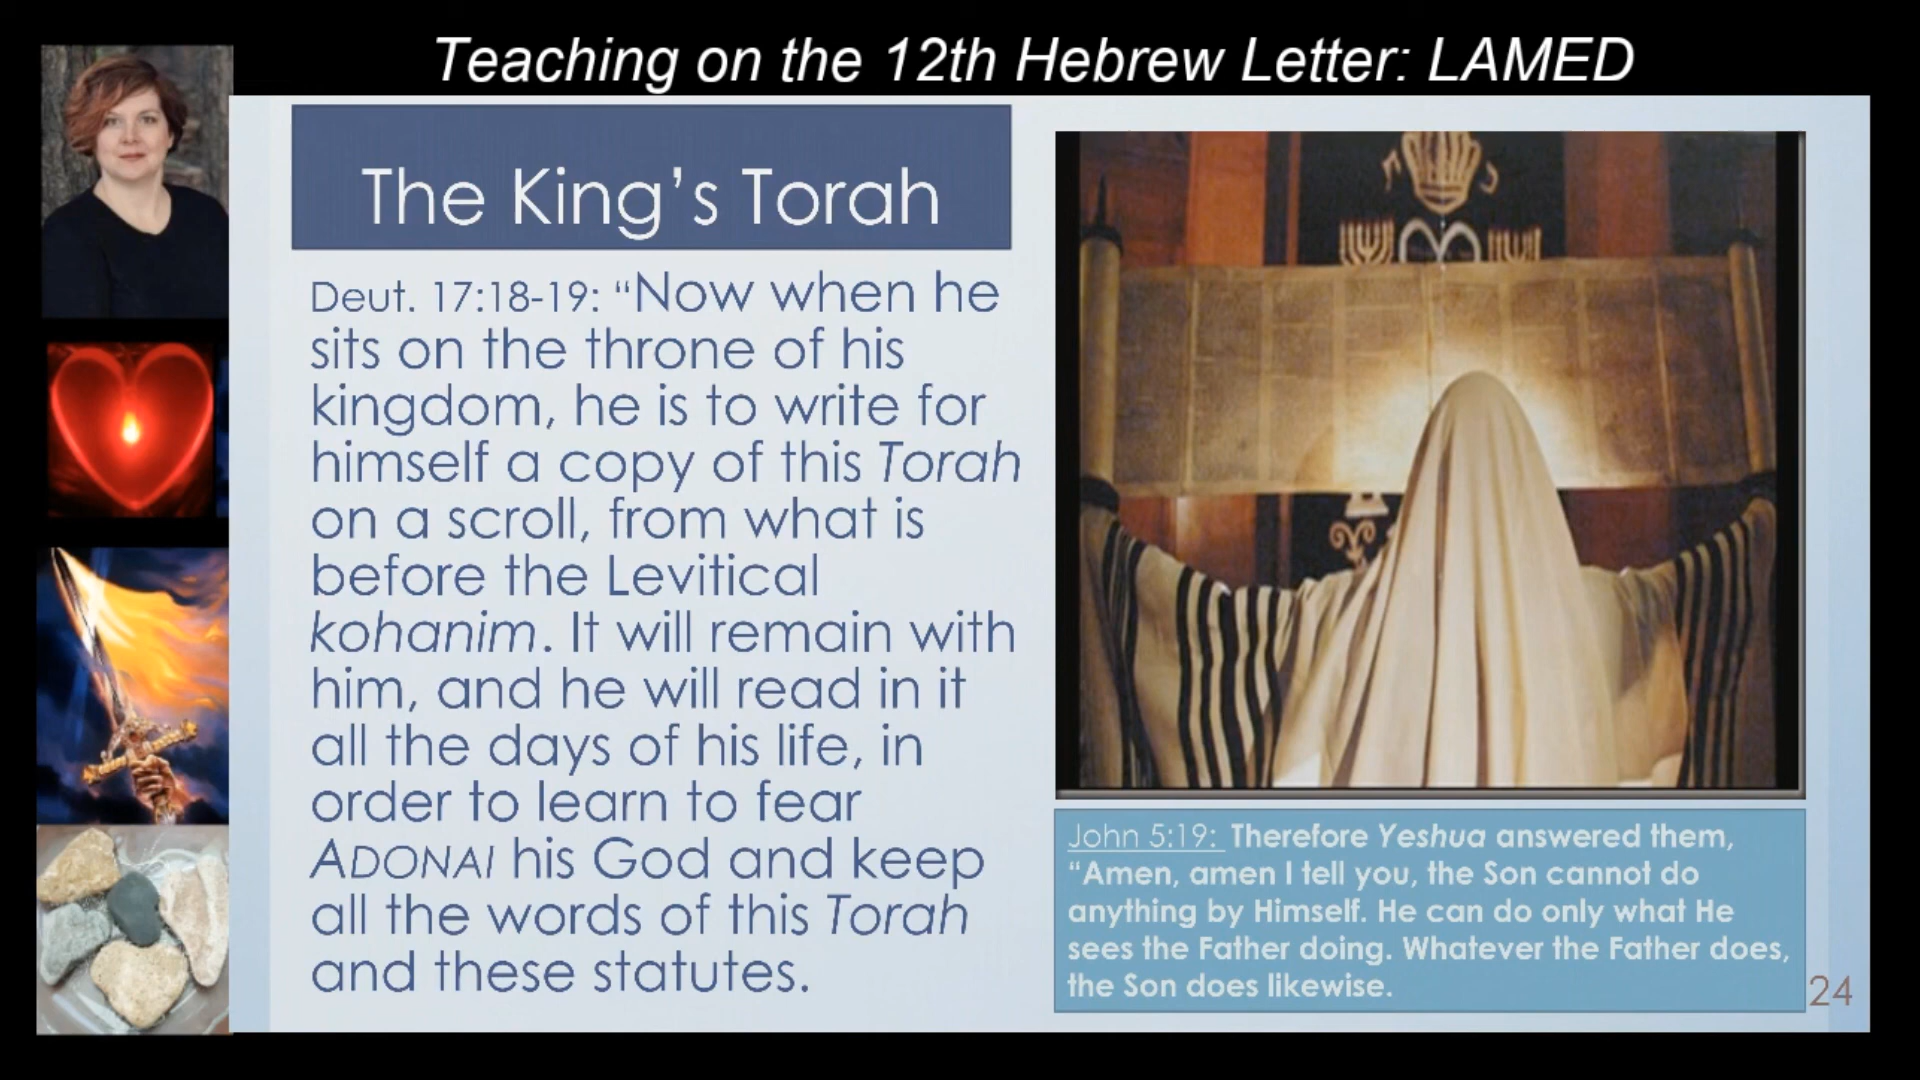 Teaching on the 12th Hebrew Letter: LAMED
The King's Torah
Deut. 17:18-19: “Now when he
sits on the throne of his
kingdom, he is to write for
himself a copy of this Torah
on a scroll, from what is
before the Levitical
kohanim. It will remain with
him, and he will read in it
all the days of his life, in
order to learn to fear
ADONAI his God and keep
all the words of this Torah
and these statutes.
John 5:19: Therefore Yeshua answered them,
“Amen, amen I tell you, the Son cannot do
anything by Himself. He can do only what He
sees the Father doing. Whatever the Father does,
the Son does likewise.
24